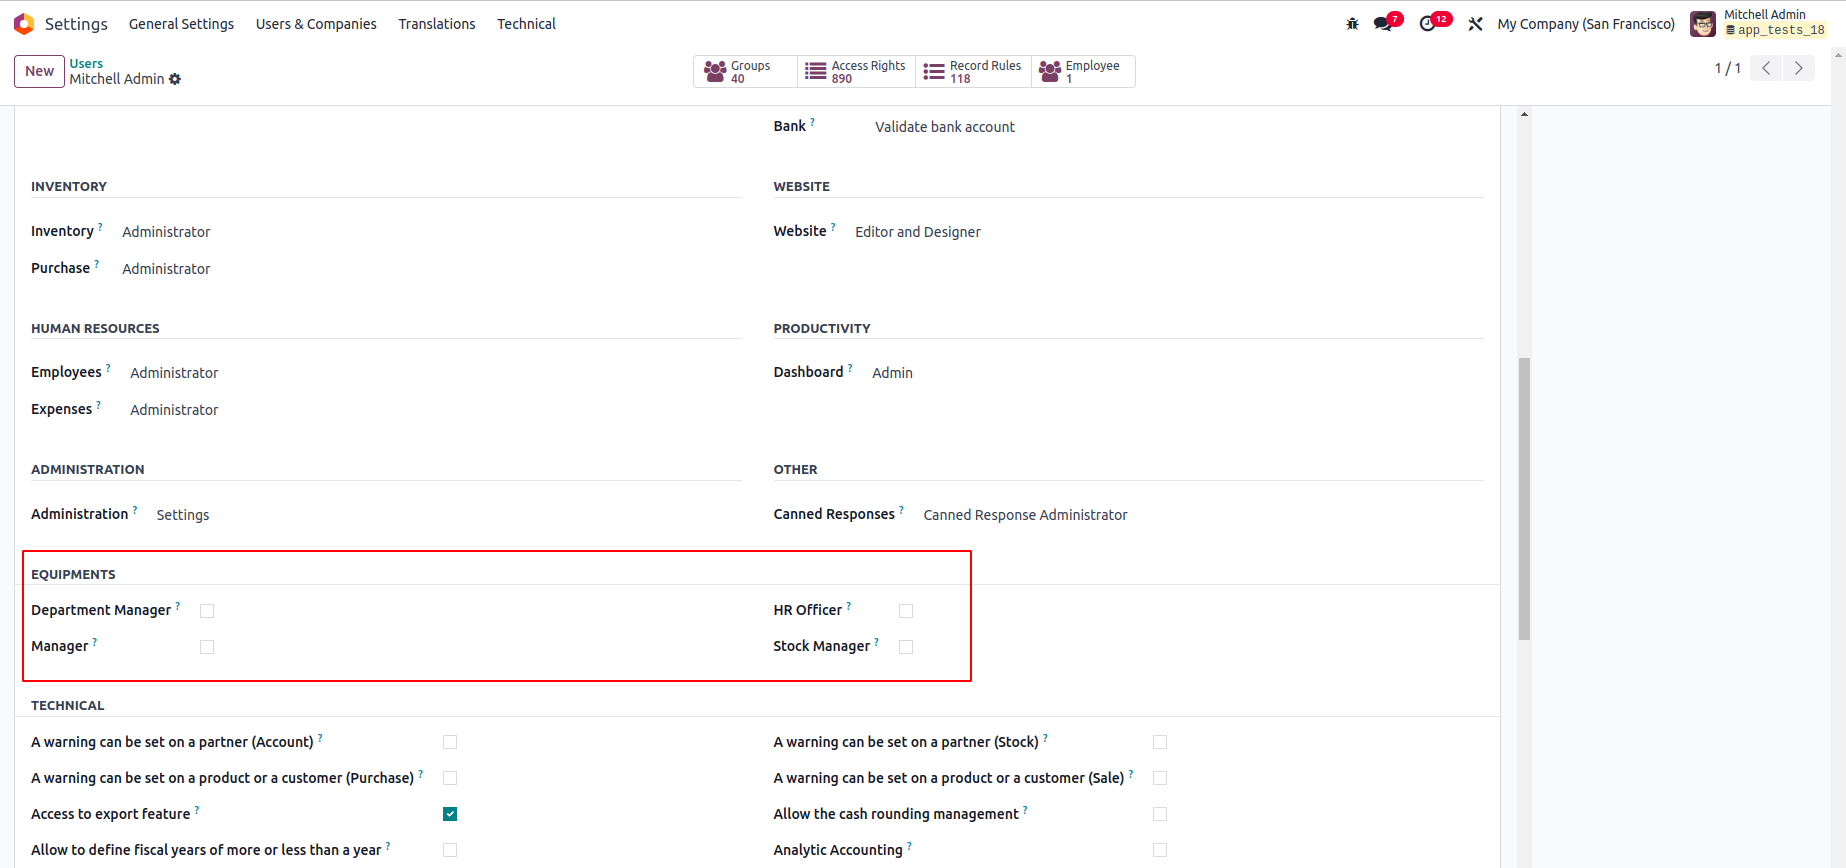 Settings General Settings Users & Companies Translations Technical 7 12 My Company (San Francisco) Mitchell Admin
app_tests_18
New Users
Mitchell Admin
Groups 40 Access Rights 890 Record Rules 118 Employee 1 1 / 1
Bank ? Validate bank account
INVENTORY WEBSITE
Inventory ? Administrator Website ? Editor and Designer
Purchase ? Administrator
HUMAN RESOURCES PRODUCTIVITY
Employees ? Administrator Dashboard ? Admin
Expenses ? Administrator
ADMINISTRATION OTHER
Administration ? Settings Canned Responses ? Canned Response Administrator
EQUIPMENTS
Department Manager ? HR Officer ?
Manager ? Stock Manager ?
TECHNICAL
A warning can be set on a partner (Account) ? A warning can be set on a partner (Stock) ?
A warning can be set on a product or a customer (Purchase) ? A warning can be set on a product or a customer (Sale) ?
Access to export feature ? Allow the cash rounding management ?
Allow to define fiscal years of more or less than a year ? Analytic Accounting ?